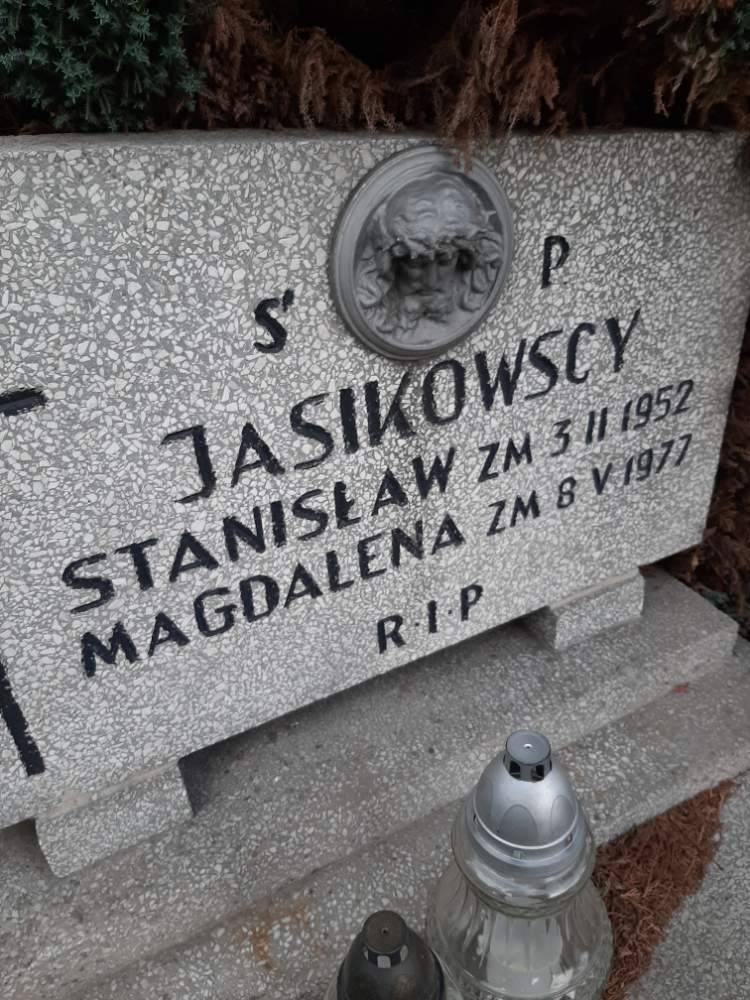 Ś P
JASIKOWSCY
STANISŁAW ZM 3 II 1952
MAGDALENA ZM 8 V 1977
R·I·P